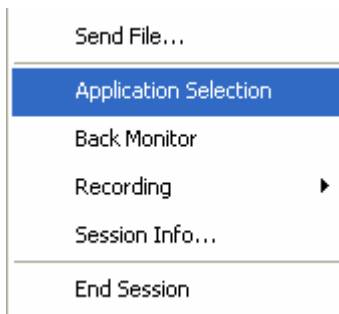 Send File...
Application Selection
Back Monitor
Recording
Session Info...
End Session